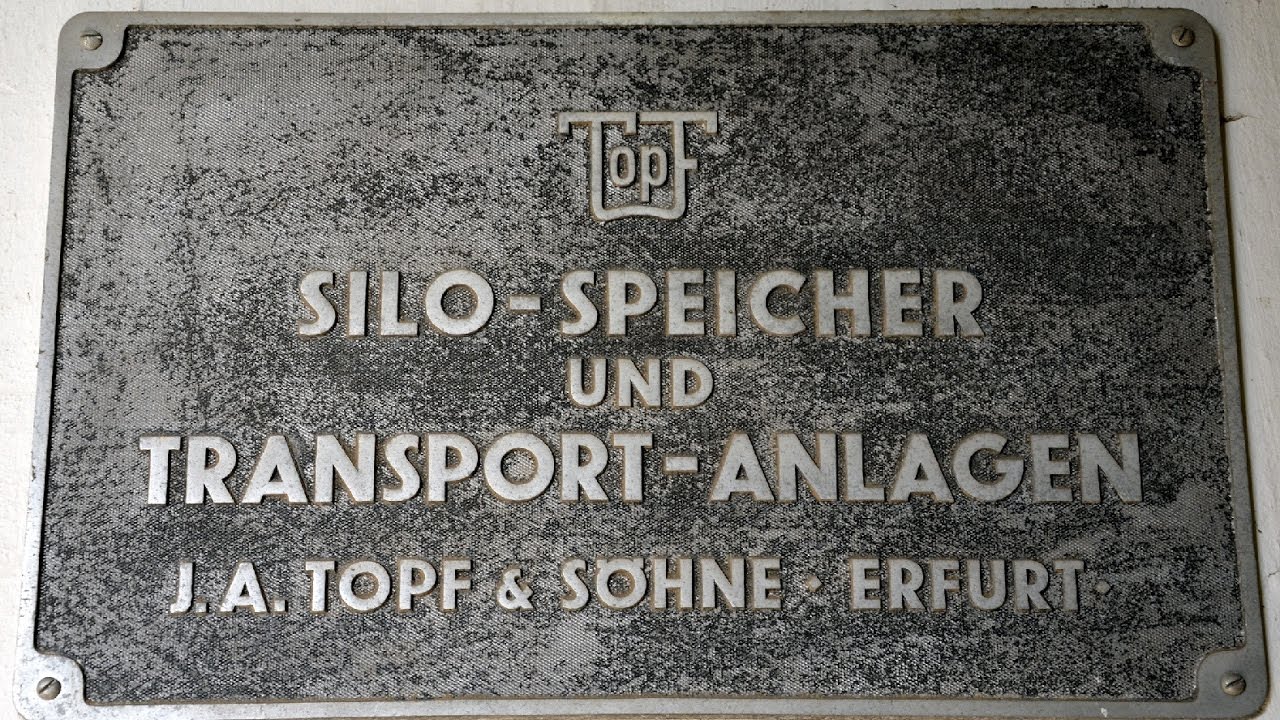 Topf
SILO-SPEICHER
UND
TRANSPORT-ANLAGEN
J.A. TOPF & SÖHNE · ERFURT ·